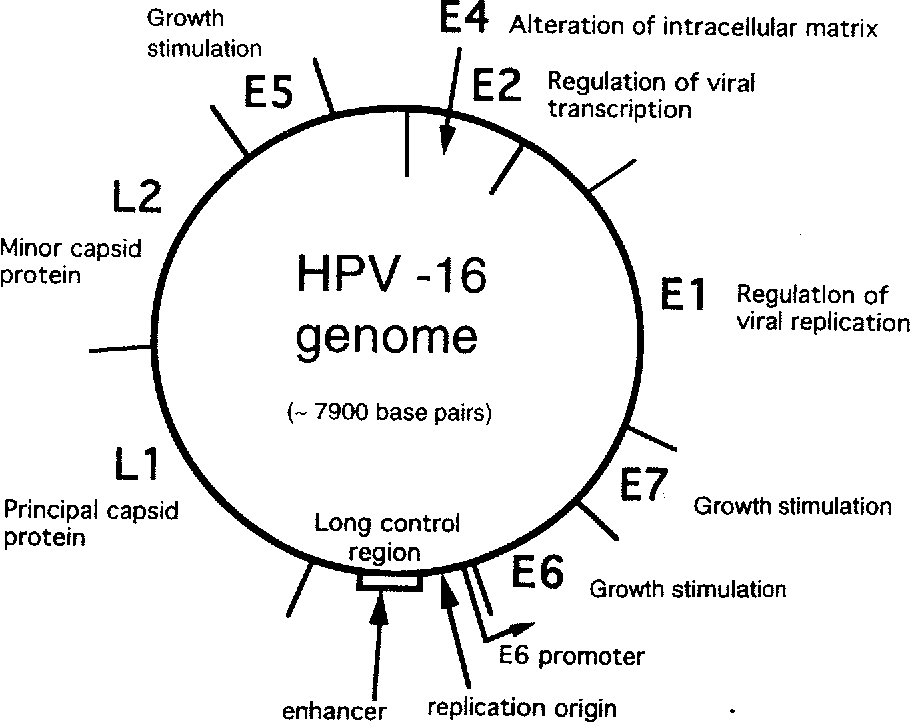 Growth
stimulation
E4 Alteration of intracellular matrix
E5
E2 Regulation of viral
transcription
L2
Minor capsid
protein
HPV -16
genome
(~ 7900 base pairs)
E1 Regulation of
viral replication
L1
Principal capsid
protein
E7 Growth stimulation
Long control
region
E6 Growth stimulation
E6 promoter
enhancer
replication origin